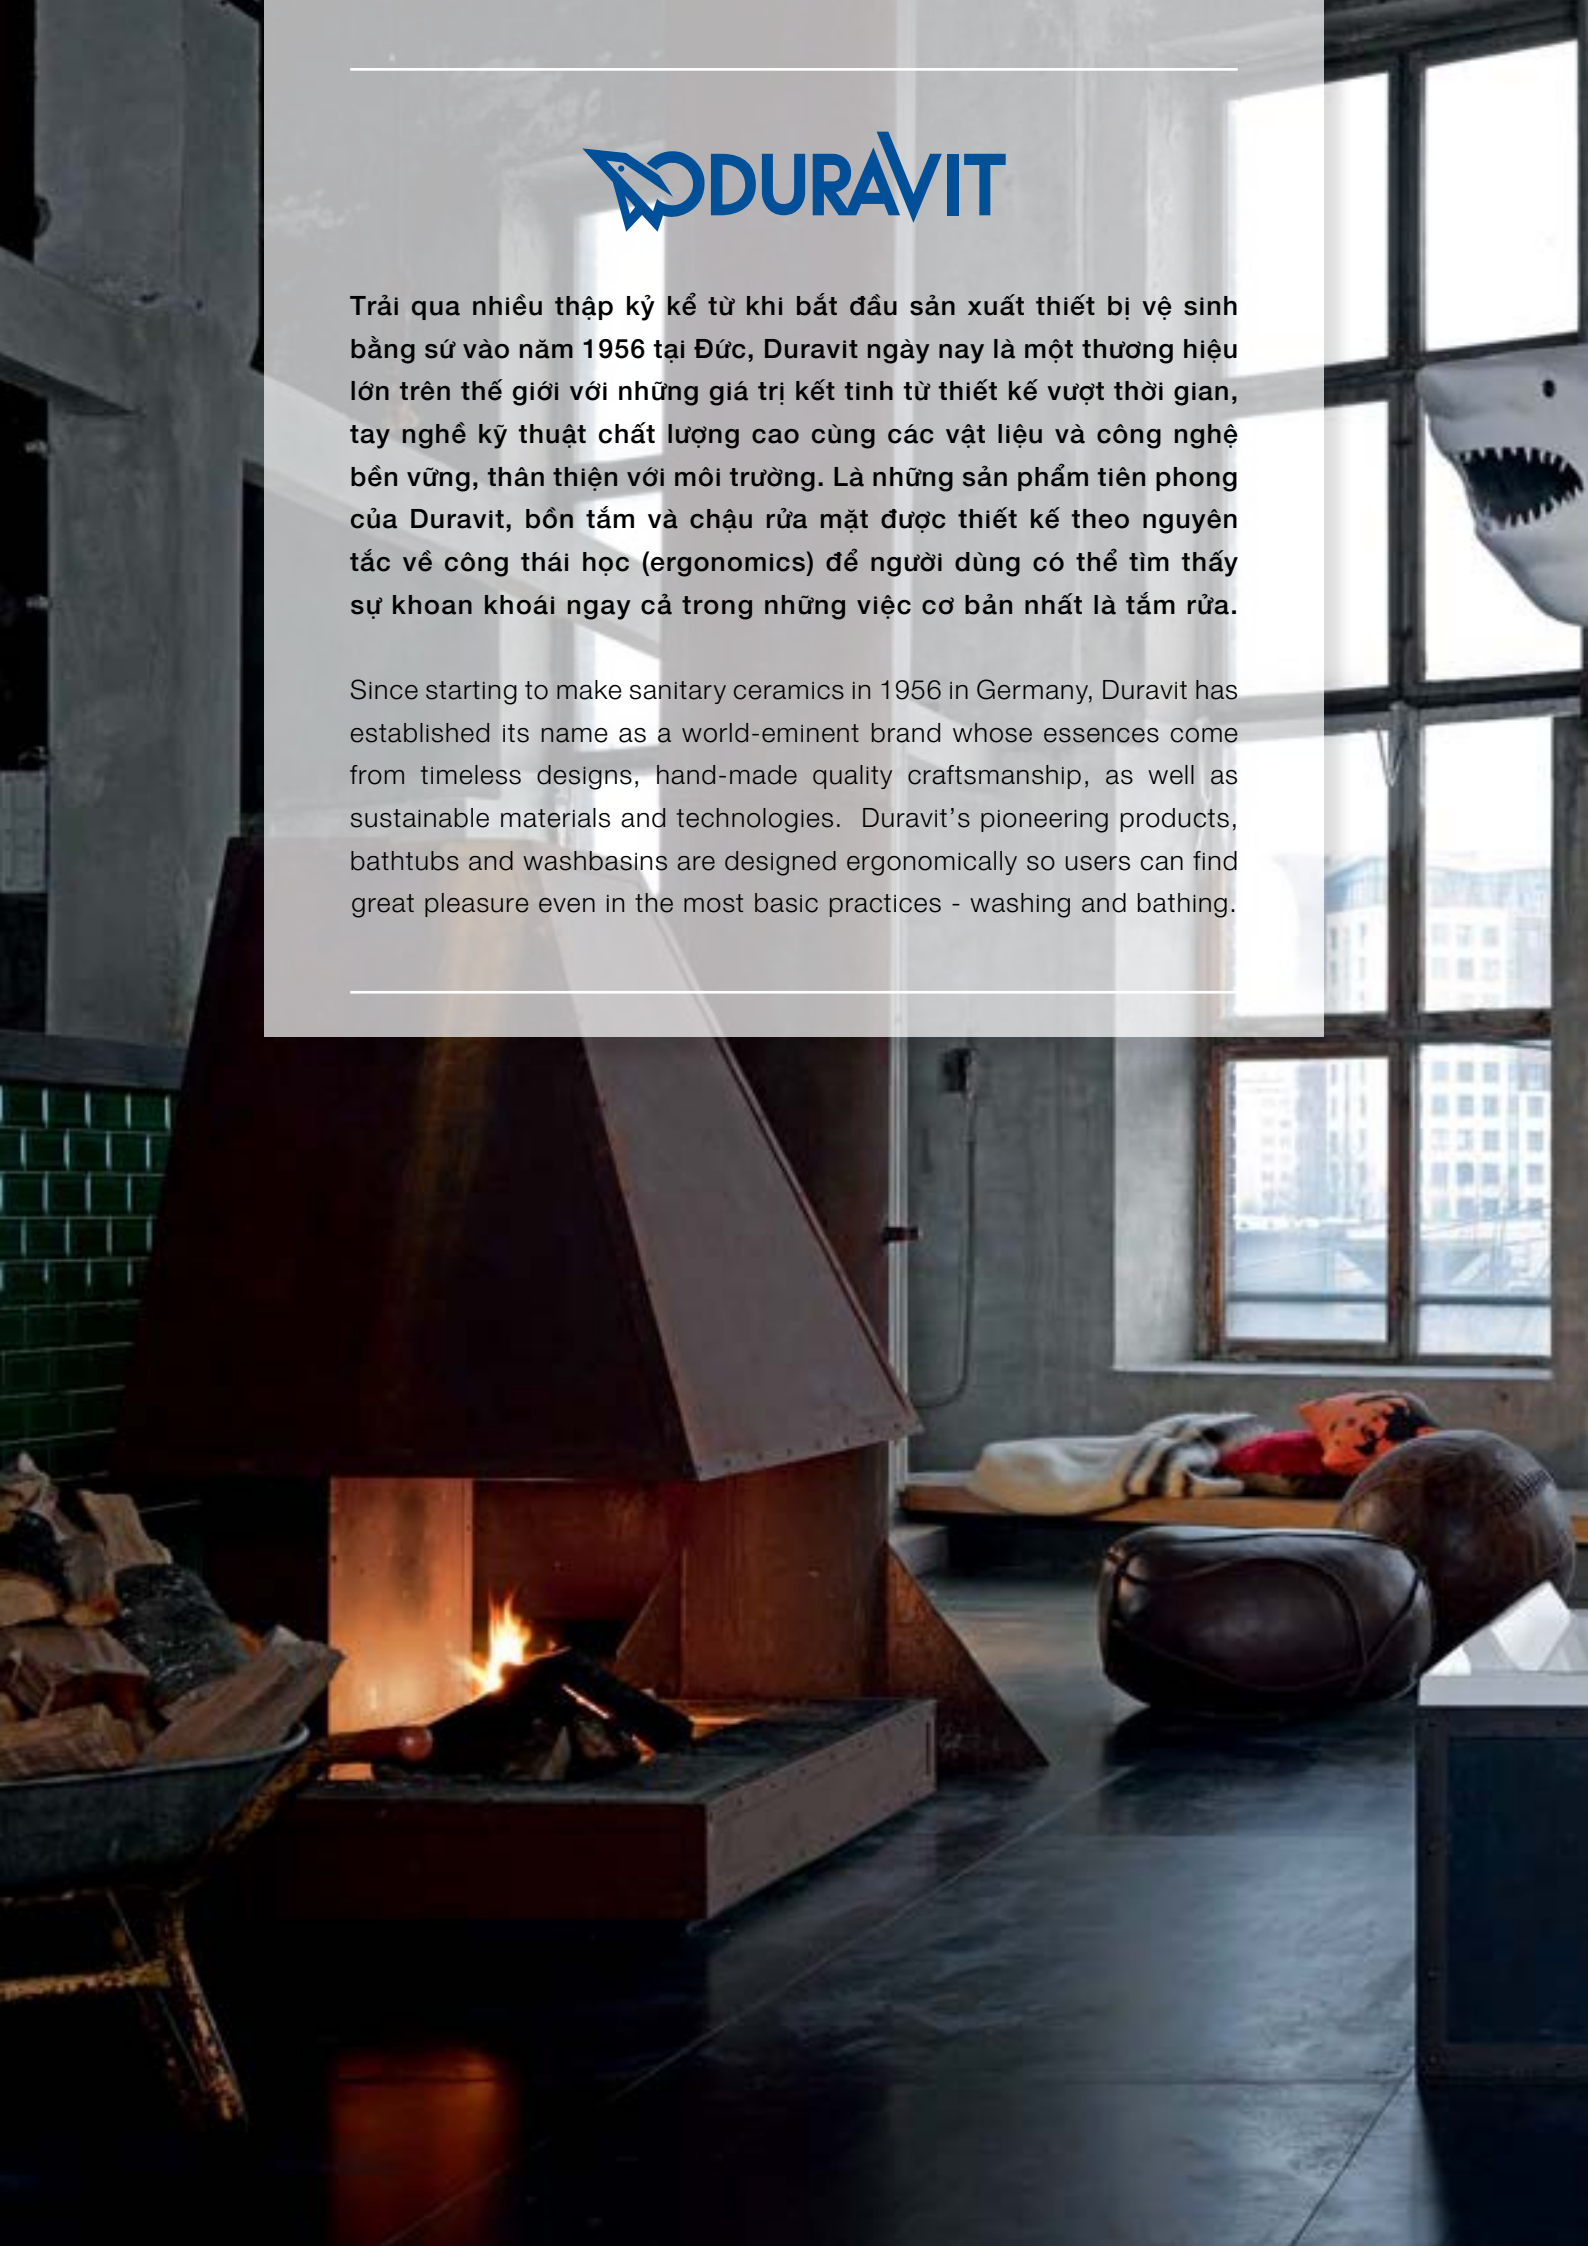 DURAVIT
Trải qua nhiều thập kỷ kể từ khi bắt đầu sản xuất thiết bị vệ sinh
bằng sứ vào năm 1956 tại Đức, Duravit ngày nay là một thương hiệu
lớn trên thế giới với những giá trị kết tinh từ thiết kế vượt thời gian,
tay nghề kỹ thuật chất lượng cao cùng các vật liệu và công nghệ
bền vững, thân thiện với môi trường. Là những sản phẩm tiên phong
của Duravit, bồn tắm và chậu rửa mặt được thiết kế theo nguyên
tắc về công thái học (ergonomics) để người dùng có thể tìm thấy
sự khoan khoái ngay cả trong những việc cơ bản nhất là tắm rửa.
Since starting to make sanitary ceramics in 1956 in Germany, Duravit has
established its name as a world-eminent brand whose essences come
from timeless designs, hand-made quality craftsmanship, as well as
sustainable materials and technologies. Duravit's pioneering products,
bathtubs and washbasins are designed ergonomically so users can find
great pleasure even in the most basic practices - washing and bathing.